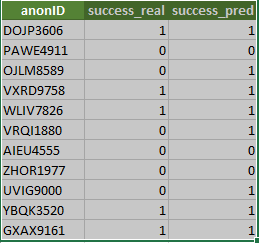 anonID success_real success_pred
DOJP3606 1 1
PAWE4911 0 0
OJLM8589 0 1
VXRD9758 1 1
WLIV7826 1 1
VRQI1880 0 1
AIEU4555 0 0
ZHOR1977 0 0
UVIG9000 0 1
YBQK3520 1 1
GXAX9161 1 1